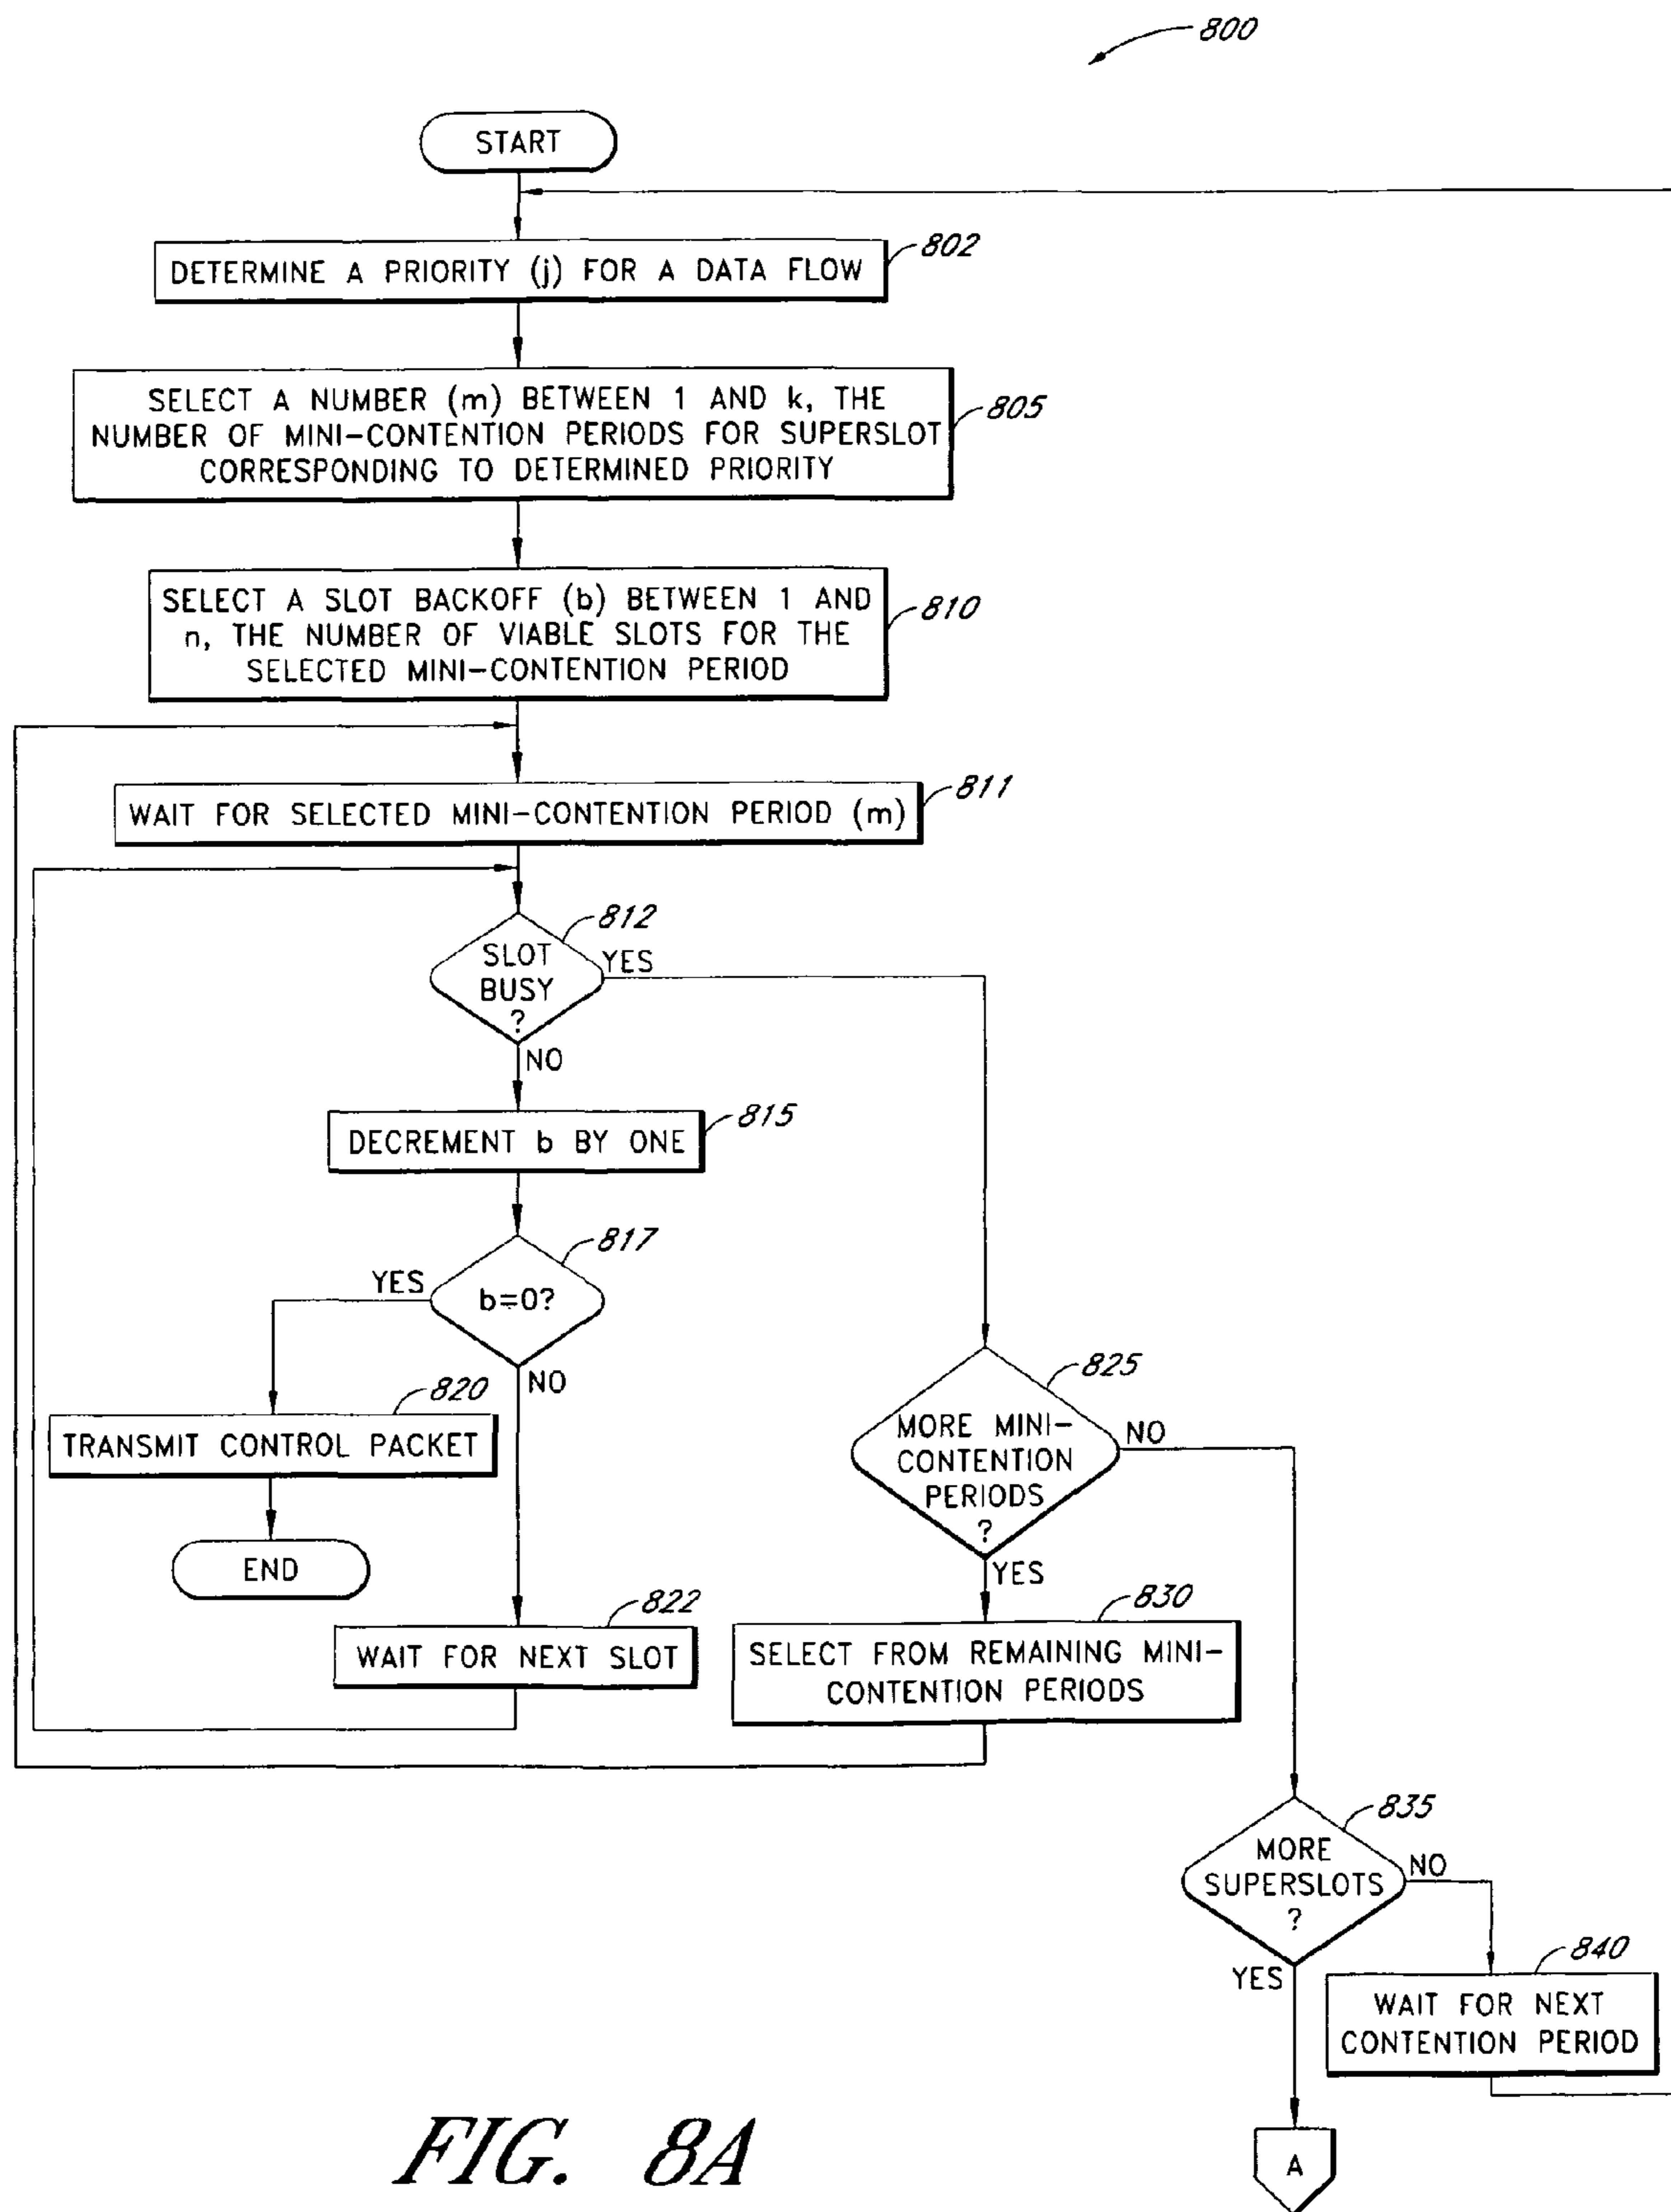 800
START
802
DETERMINE A PRIORITY (j) FOR A DATA FLOW
SELECT A NUMBER (m) BETWEEN 1 AND k, THE
NUMBER OF MINI-CONTENTION PERIODS FOR SUPERSLOT
CORRESPONDING TO DETERMINED PRIORITY
805
SELECT A SLOT BACKOFF (b) BETWEEN 1 AND
n, THE NUMBER OF VIABLE SLOTS FOR THE
SELECTED MINI-CONTENTION PERIOD
810
WAIT FOR SELECTED MINI-CONTENTION PERIOD (m)
811
812
SLOT
BUSY
?
YES
NO
DECREMENT b BY ONE
815
817
b=0?
YES
NO
820
TRANSMIT CONTROL PACKET
END
822
WAIT FOR NEXT SLOT
825
MORE MINI-
CONTENTION
PERIODS
?
NO
YES
830
SELECT FROM REMAINING MINI-
CONTENTION PERIODS
835
MORE
SUPERSLOTS
?
NO
YES
840
WAIT FOR NEXT
CONTENTION PERIOD
A
FIG. 8A